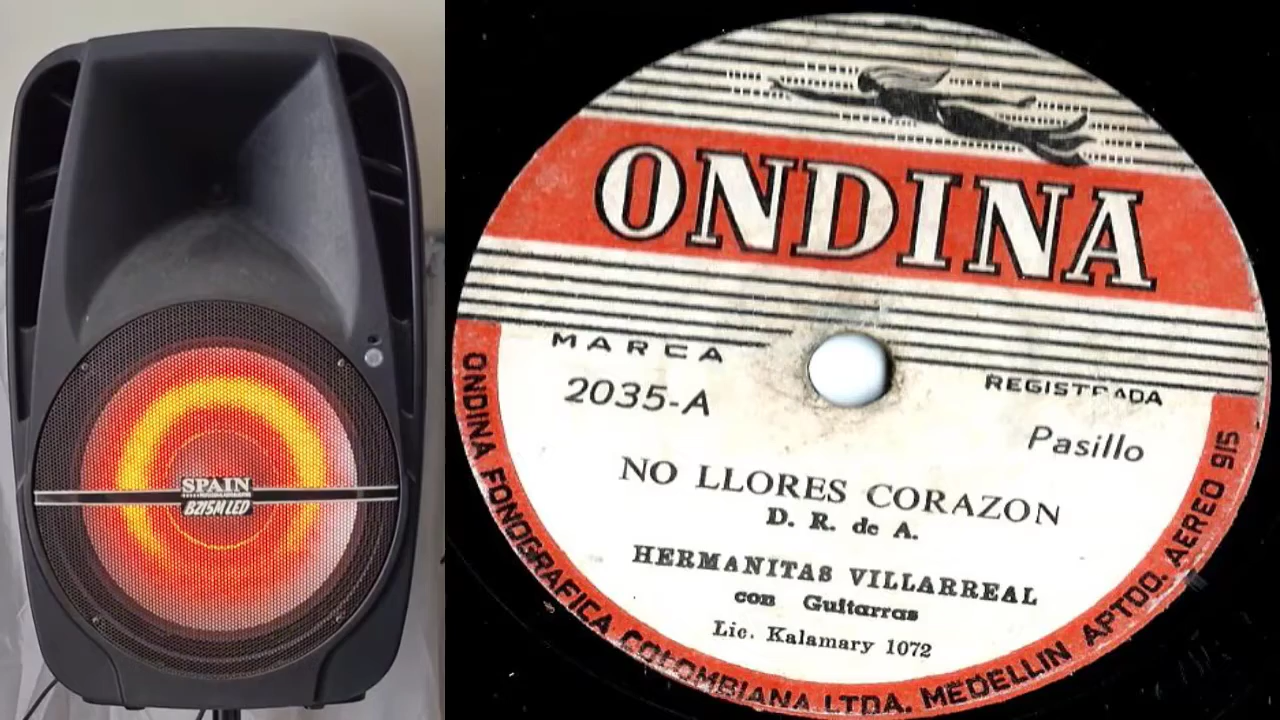 SPAIN
BZ15M LED
ONDINA
MARCA
REGISTRADA
2035-A
Pasillo
NO LLORES CORAZON
D. R. de A.
HERMANITAS VILLARREAL
con Guitarras
Lic. Kalamary 1072
ONDINA FONOGRAFICA COLOMBIANA LTDA. MEDELLIN APTDO. AEREO 915